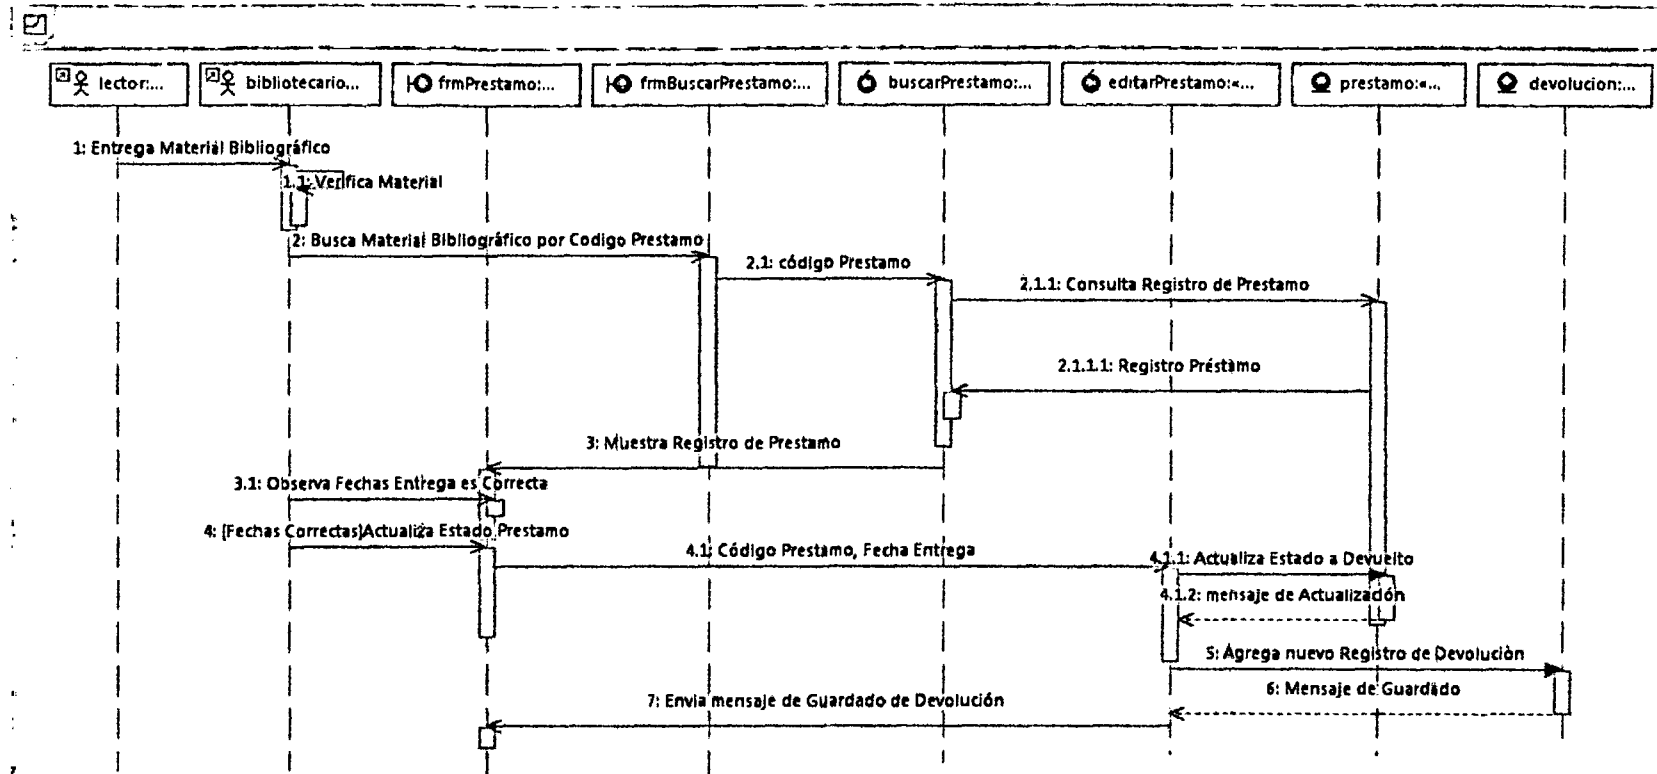 lector:...
bibliotecario...
frmPrestamo:...
frmBuscarPrestamo:...
buscarPrestamo:...
editarPrestamo:«...
prestamo:«...
devolucion:...
1: Entrega Material Bibliográfico
1.1: Verifica Material
2: Busca Material Bibliográfico por Codigo Prestamo
2.1: código Prestamo
2.1.1: Consulta Registro de Prestamo
2.1.1.1: Registro Préstamo
3: Muestra Registro de Prestamo
3.1: Observa Fechas Entrega es Correcta
4: [Fechas Correctas]Actualiza Estado Prestamo
4.1: Código Prestamo, Fecha Entrega
4.1.1: Actualiza Estado a Devuelto
4.1.2: mensaje de Actualización
5: Agrega nuevo Registro de Devolución
6: Mensaje de Guardado
7: Envia mensaje de Guardado de Devolución